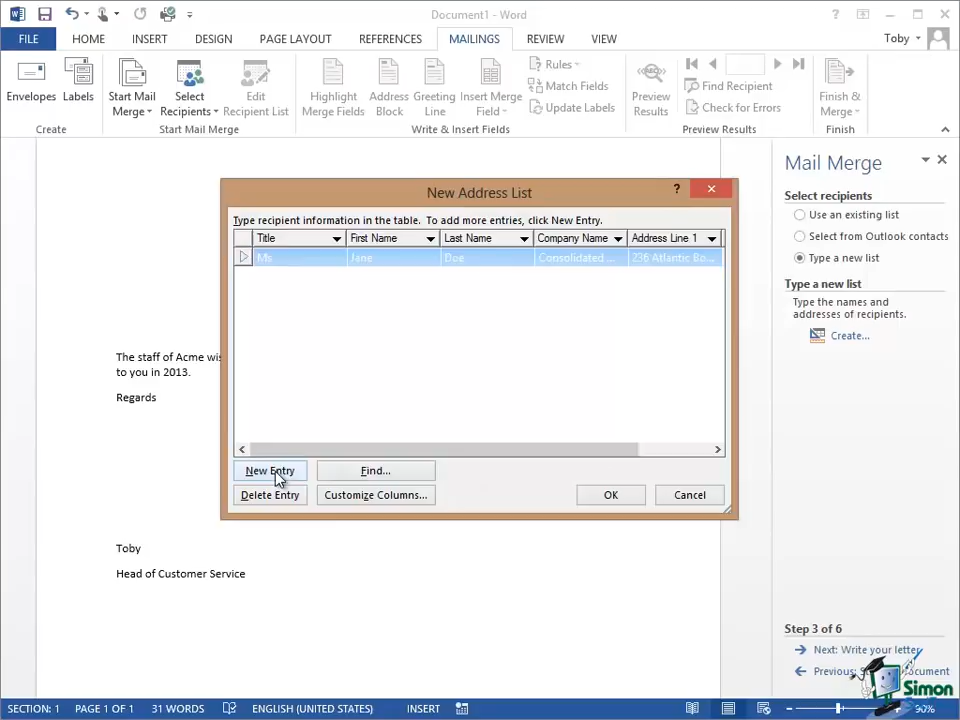 Document1 - Word
FILE HOME INSERT DESIGN PAGE LAYOUT REFERENCES MAILINGS REVIEW VIEW Toby
Envelopes Labels
Create
Start Mail Merge
Select Recipients
Edit Recipient List
Start Mail Merge
Highlight Merge Fields
Address Block
Greeting Line
Insert Merge Field
Rules
Match Fields
Update Labels
Write & Insert Fields
Preview Results
Find Recipient
Check for Errors
Preview Results
Finish & Merge
Finish
New Address List
Type recipient information in the table. To add more entries, click New Entry.
Title First Name Last Name Company Name Address Line 1
Ms Jane Doe Consolidated ... 236 Atlantic Bo...
New Entry Find...
Delete Entry Customize Columns... OK Cancel
The staff of Acme
to you in 2013.
Regards
Toby
Head of Customer Service
Mail Merge
Select recipients
Use an existing list
Select from Outlook contacts
Type a new list
Type a new list
Type the names and
addresses of recipients.
Create...
Step 3 of 6
Next: Write your letter
Previous:
Simon
SECTION: 1 PAGE 1 OF 1 31 WORDS ENGLISH (UNITED STATES) INSERT 90%